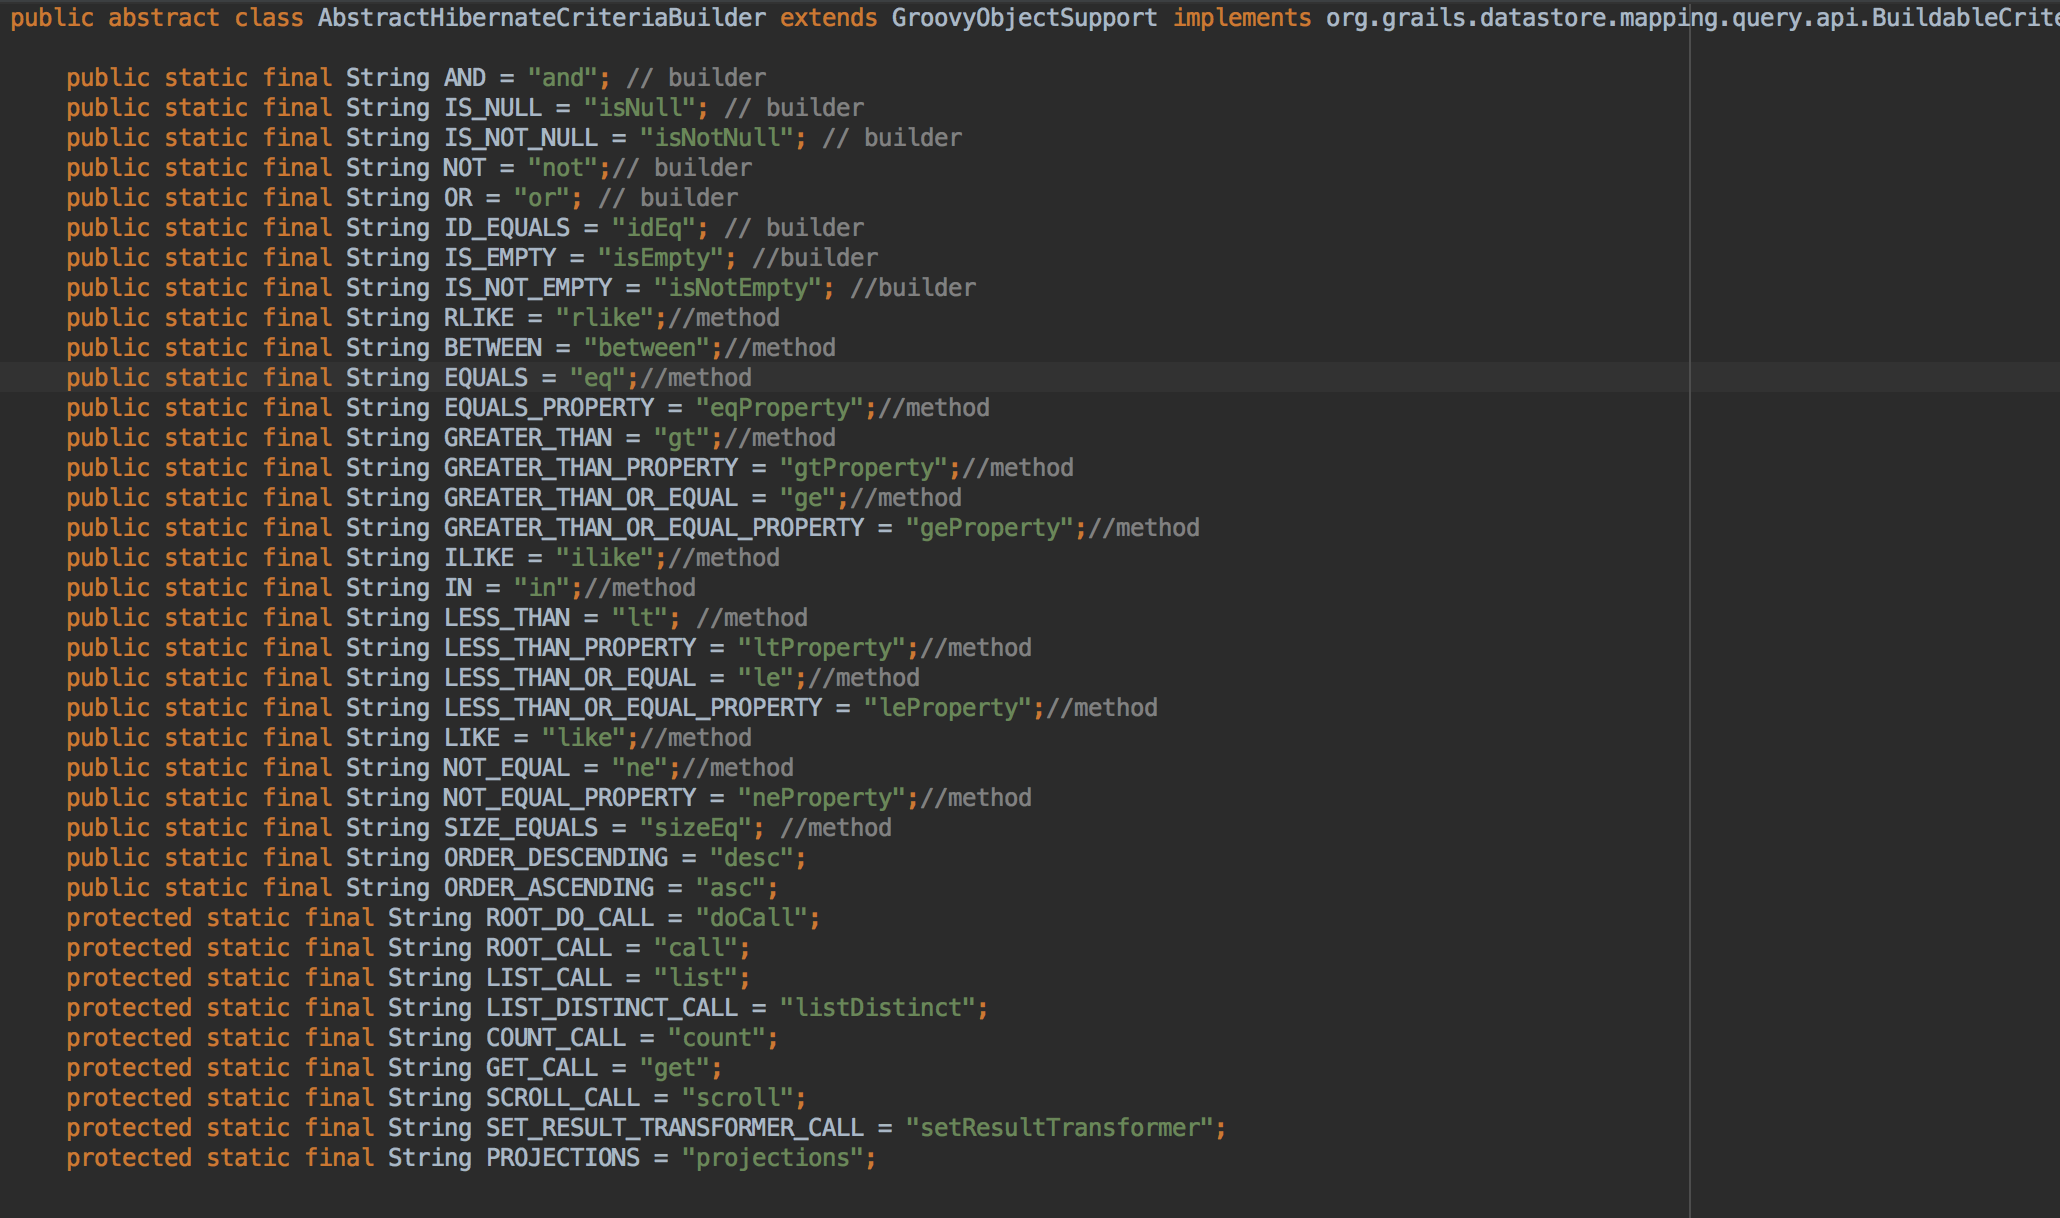 public abstract class AbstractHibernateCriteriaBuilder extends GroovyObjectSupport implements org.grails.datastore.mapping.query.api.BuildableCrite
public static final String AND = "and"; // builder
public static final String IS_NULL = "isNull"; // builder
public static final String IS_NOT_NULL = "isNotNull"; // builder
public static final String NOT = "not";// builder
public static final String OR = "or"; // builder
public static final String ID_EQUALS = "idEq"; // builder
public static final String IS_EMPTY = "isEmpty"; //builder
public static final String IS_NOT_EMPTY = "isNotEmpty"; //builder
public static final String RLIKE = "rlike";//method
public static final String BETWEEN = "between";//method
public static final String EQUALS = "eq";//method
public static final String EQUALS_PROPERTY = "eqProperty";//method
public static final String GREATER_THAN = "gt";//method
public static final String GREATER_THAN_PROPERTY = "gtProperty";//method
public static final String GREATER_THAN_OR_EQUAL = "ge";//method
public static final String GREATER_THAN_OR_EQUAL_PROPERTY = "geProperty";//method
public static final String ILIKE = "ilike";//method
public static final String IN = "in";//method
public static final String LESS_THAN = "lt"; //method
public static final String LESS_THAN_PROPERTY = "ltProperty";//method
public static final String LESS_THAN_OR_EQUAL = "le";//method
public static final String LESS_THAN_OR_EQUAL_PROPERTY = "leProperty";//method
public static final String LIKE = "like";//method
public static final String NOT_EQUAL = "ne";//method
public static final String NOT_EQUAL_PROPERTY = "neProperty";//method
public static final String SIZE_EQUALS = "sizeEq"; //method
public static final String ORDER_DESCENDING = "desc";
public static final String ORDER_ASCENDING = "asc";
protected static final String ROOT_DO_CALL = "doCall";
protected static final String ROOT_CALL = "call";
protected static final String LIST_CALL = "list";
protected static final String LIST_DISTINCT_CALL = "listDistinct";
protected static final String COUNT_CALL = "count";
protected static final String GET_CALL = "get";
protected static final String SCROLL_CALL = "scroll";
protected static final String SET_RESULT_TRANSFORMER_CALL = "setResultTransformer";
protected static final String PROJECTIONS = "projections";